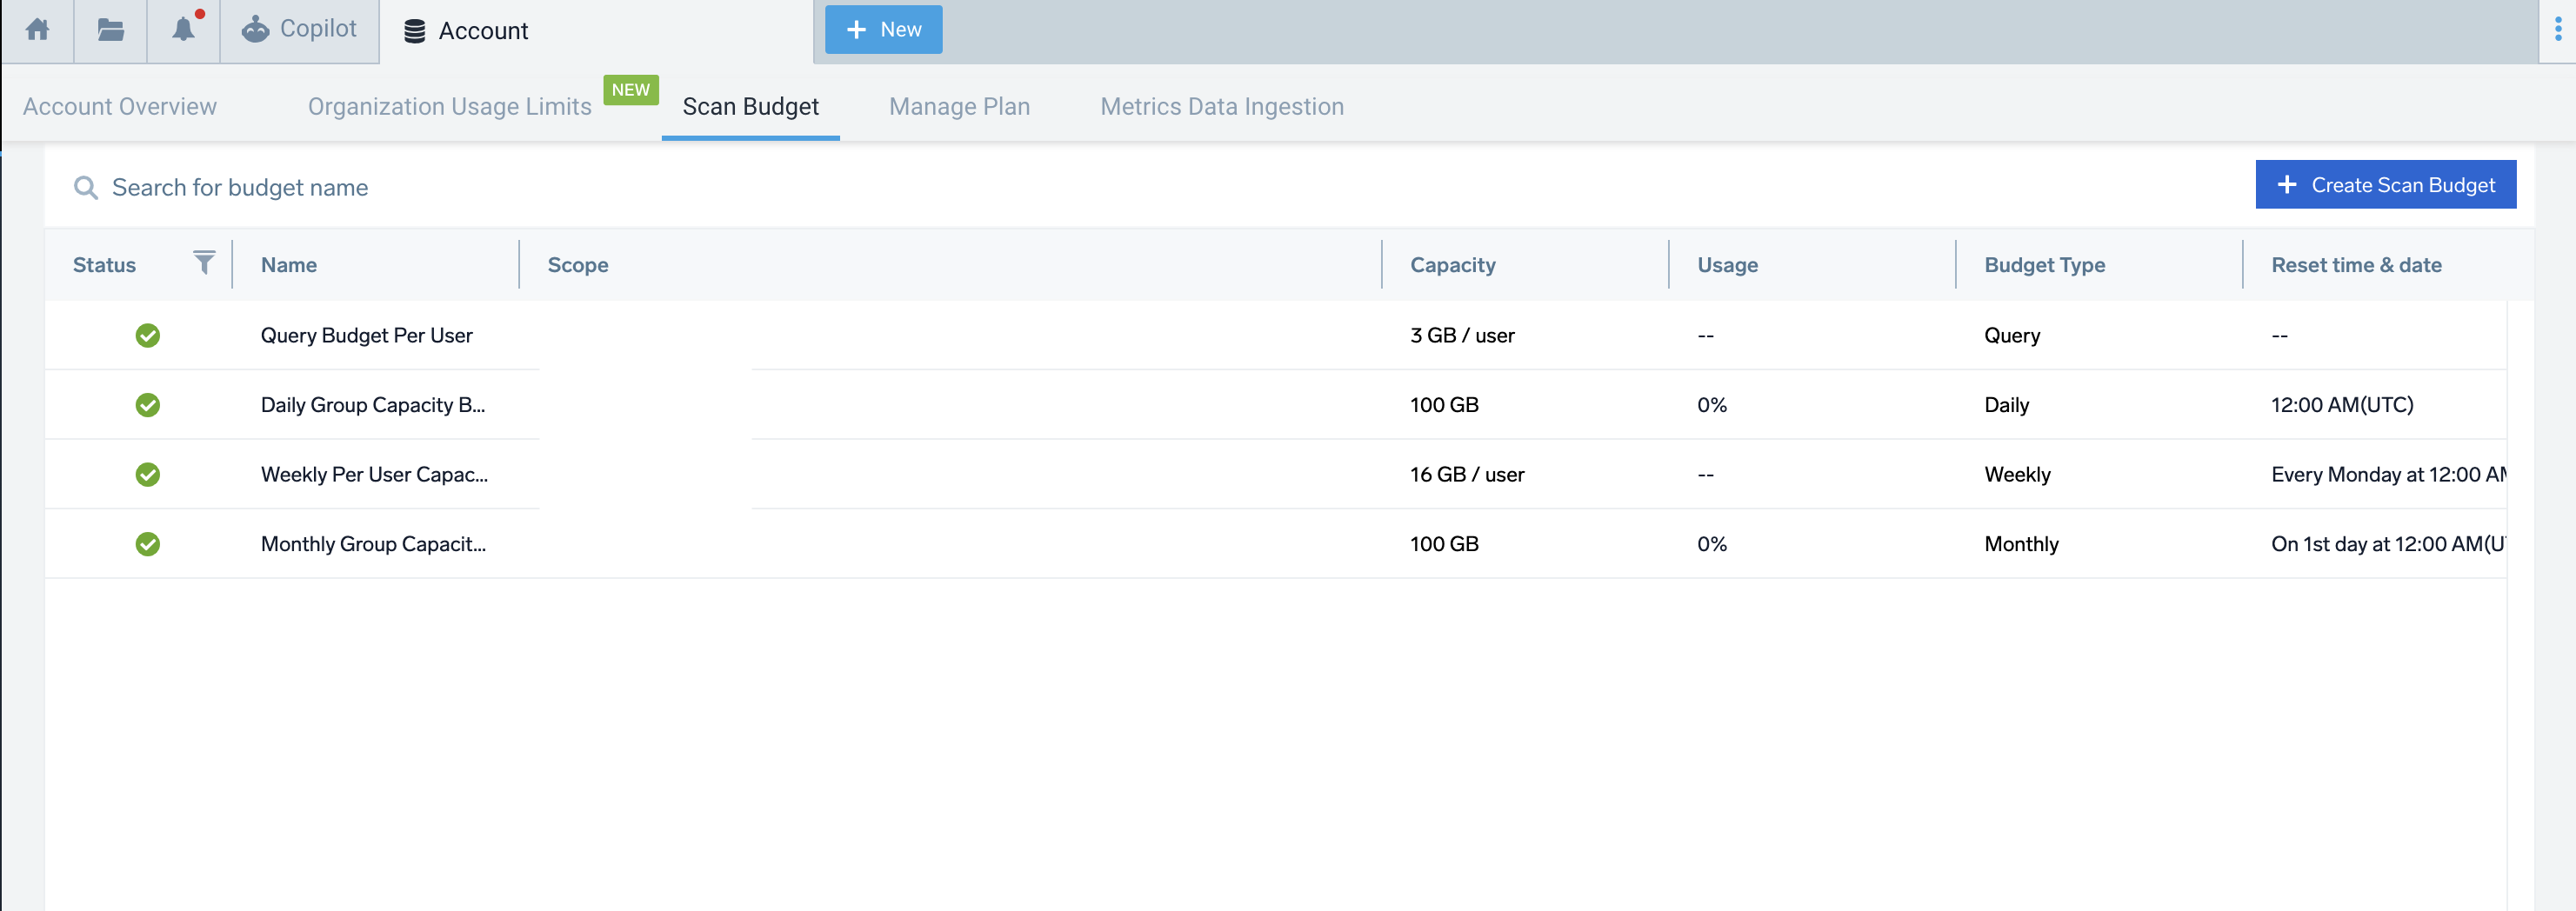 Copilot
Account
New
Account Overview
Organization Usage Limits
NEW
Scan Budget
Manage Plan
Metrics Data Ingestion
Search for budget name
Create Scan Budget
Status Name Scope Capacity Usage Budget Type Reset time & date
Query Budget Per User 3 GB / user -- Query --
Daily Group Capacity B... 100 GB 0% Daily 12:00 AM(UTC)
Weekly Per User Capac... 16 GB / user -- Weekly Every Monday at 12:00 AM
Monthly Group Capacit... 100 GB 0% Monthly On 1st day at 12:00 AM(U